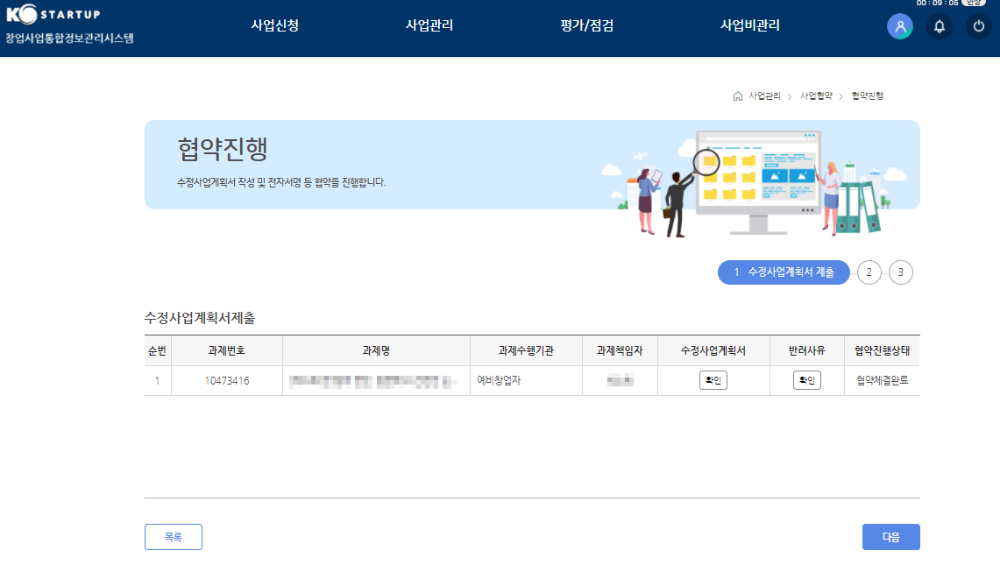 K STARTUP
창업사업통합정보관리시스템
사업신청
사업관리
평가/점검
사업비관리
00 : 09 : 05
연장
사업관리 > 사업협약 > 협약진행
협약진행
수정사업계획서 작성 및 전자서명 등 협약을 진행합니다.
1 수정사업계획서 제출
2
3
수정사업계획서제출
순번 과제번호 과제명 과제수행기관 과제책임자 수정사업계획서 반려사유 협약진행상태
1 10473416 예비창업자 확인 확인 협약체결완료
목록
다음